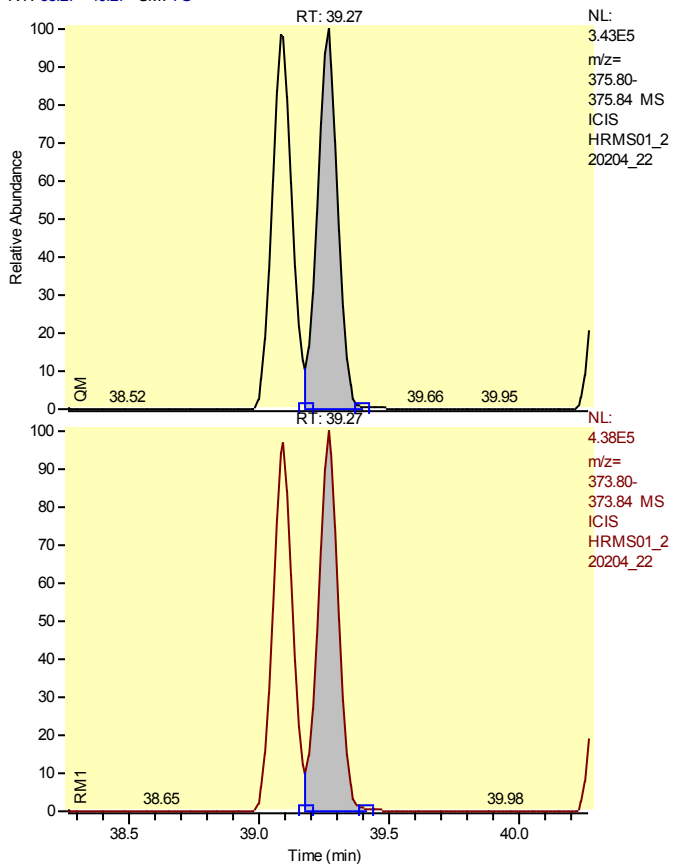 RT: 39.27
NL:
3.43E5
m/z=
375.80-
375.84 MS
ICIS
HRMS01_2
20204_22
100
90
80
70
60
50
40
30
20
10
0
Relative Abundance
QM
38.52
39.66
39.95
RT: 39.27
NL:
4.38E5
m/z=
373.80-
373.84 MS
ICIS
HRMS01_2
20204_22
100
90
80
70
60
50
40
30
20
10
0
RM1
38.65
39.98
38.5
39.0
39.5
40.0
Time (min)